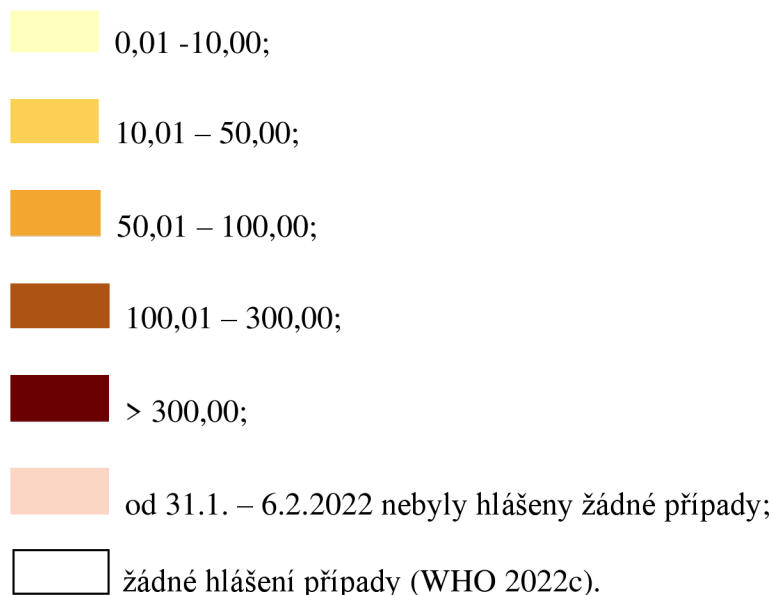 0,01 -10,00;
10,01 – 50,00;
50,01 – 100,00;
100,01 – 300,00;
> 300,00;
od 31.1. – 6.2.2022 nebyly hlášeny žádné případy;
žádné hlášení případy (WHO 2022c).